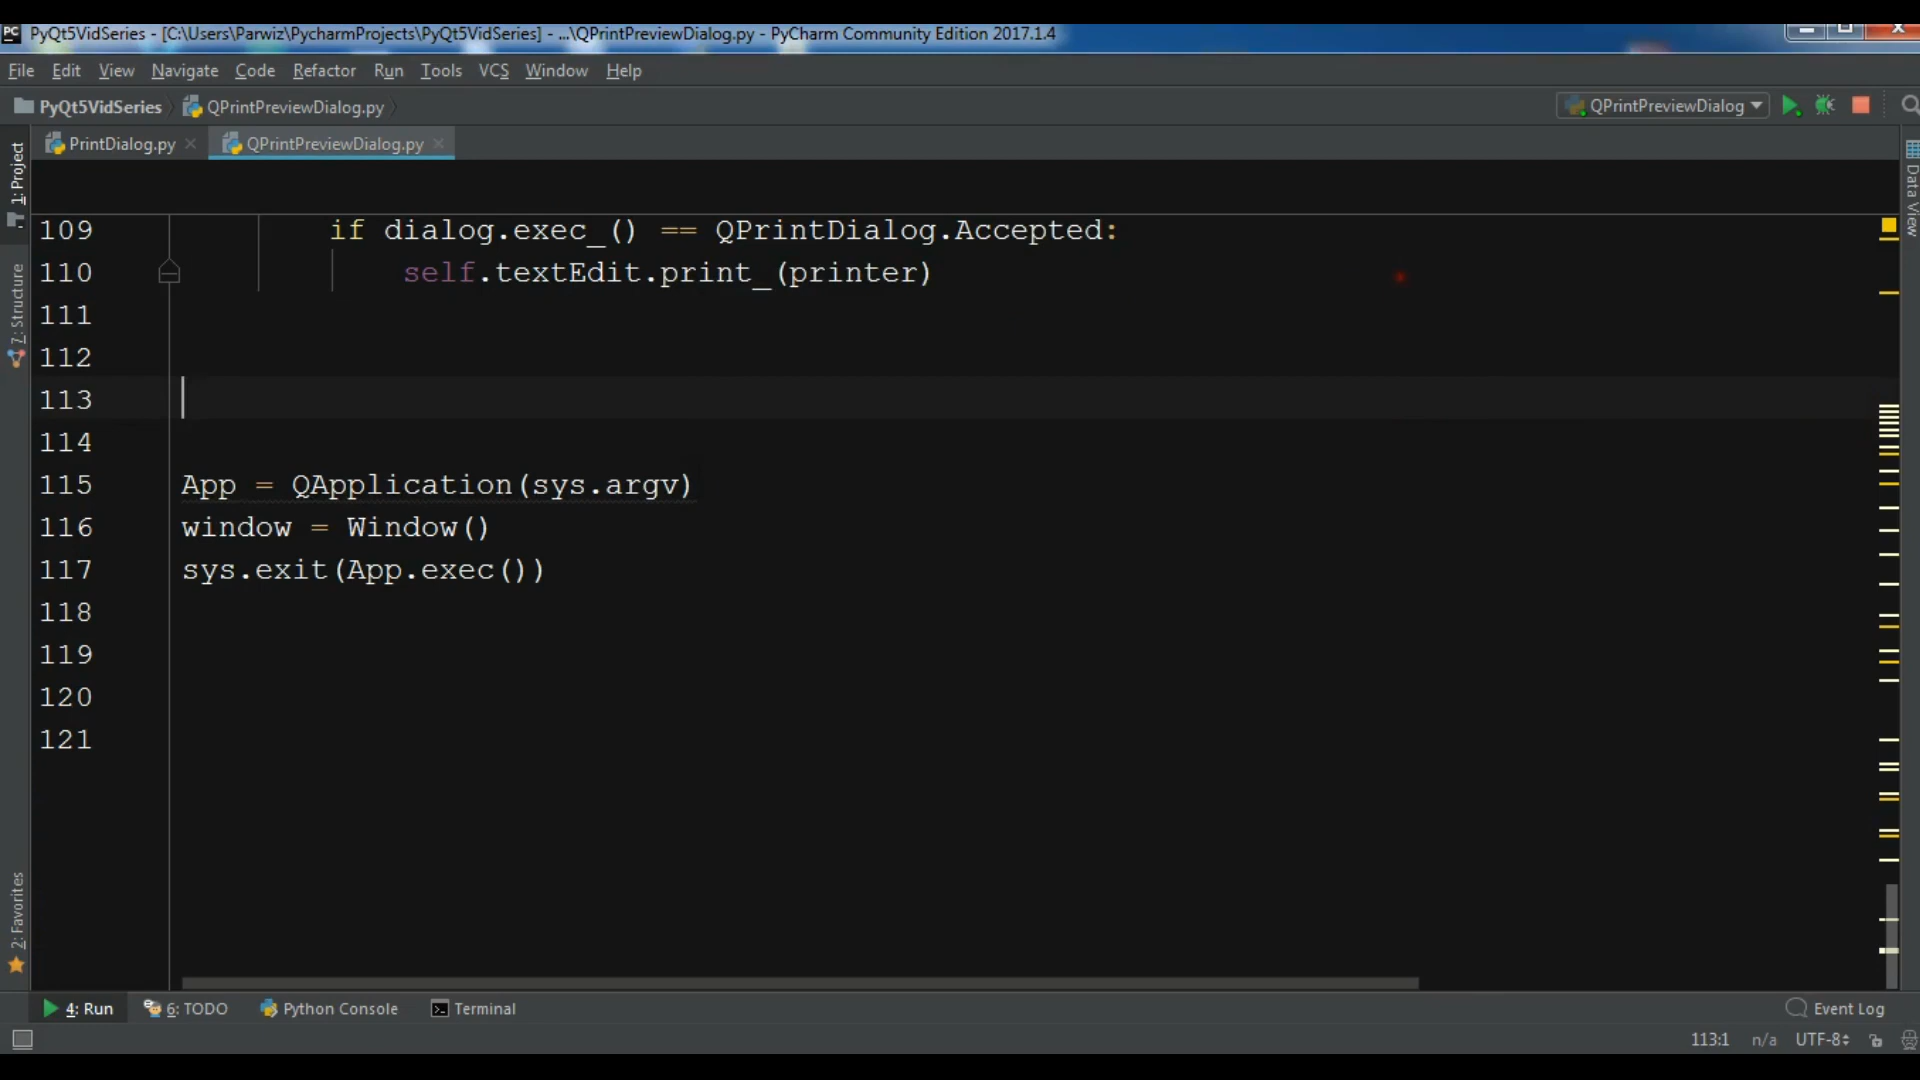 PyQt5VidSeries - [C:\Users\Parwiz\PycharmProjects\PyQt5VidSeries] - ...\QPrintPreviewDialog.py - PyCharm Community Edition 2017.1.4
File Edit View Navigate Code Refactor Run Tools VCS Window Help
PyQt5VidSeries QPrintPreviewDialog.py QPrintPreviewDialog
PrintDialog.py QPrintPreviewDialog.py
1: Project
7: Structure
2: Favorites
Data View
109 if dialog.exec_() == QPrintDialog.Accepted:
110 self.textEdit.print_(printer)
111
112
113
114
115 App = QApplication(sys.argv)
116 window = Window()
117 sys.exit(App.exec())
118
119
120
121
4: Run 6: TODO Python Console Terminal Event Log
113:1 n/a UTF-8